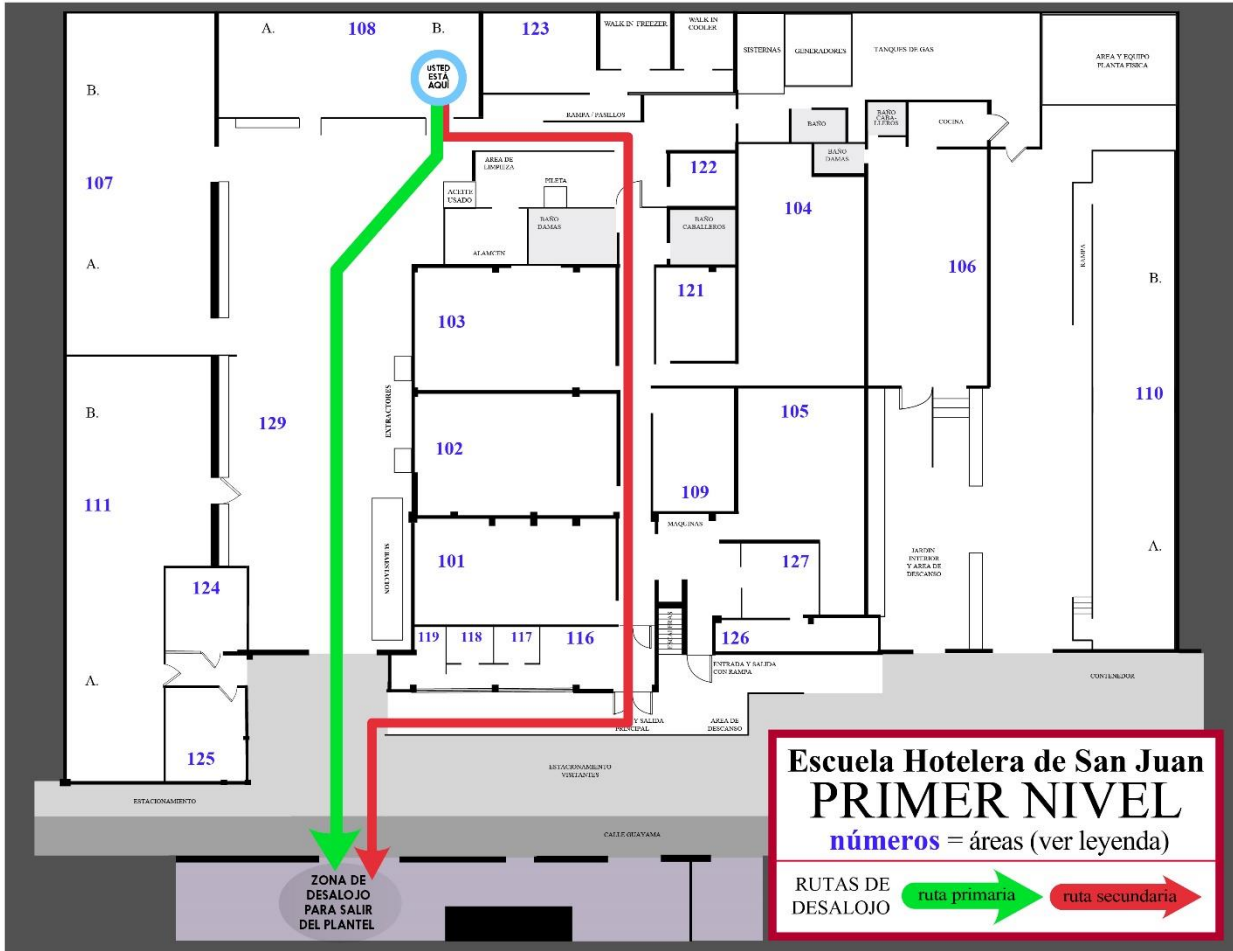 A.
108
B.
123
WALK IN FREEZER
WALK IN
COOLER
SISTERNAS
GENERADORES
TANQUES DE GAS
AREA Y EQUIPO
PLANTA FISICA
USTED
ESTÁ
AQUÍ
B.
RAMPA / PASILLOS
BAÑO
BAÑO
CABA-
LLEROS
COCINA
BAÑO
DAMAS
AREA DE
LIMPIEZA
107
ACEITE
USADO
PILETA
122
104
BAÑO
DAMAS
BAÑO
CABALLEROS
ALAMCEN
RAMPA
A.
106
B.
121
103
EXTRACTORES
B.
129
102
105
110
111
109
MAQUINAS
101
SUBESTACION
127
JARDIN
INTERIOR
Y AREA DE
DESCANSO
A.
124
119
118
117
116
ESCALERAS
126
ENTRADA Y SALIDA
CON RAMPA
A.
CONTENEDOR
Y SALIDA
PRINCIPAL
AREA DE
DESCANSO
125
ESTACIONAMIENTO
VISITANTES
ESTACIONAMIENTO
CALLE GUAYAMA
ZONA DE
DESALOJO
PARA SALIR
DEL PLANTEL
Escuela Hotelera de San Juan
PRIMER NIVEL
números = áreas (ver leyenda)
RUTAS DE
DESALOJO
ruta primaria
ruta secundaria